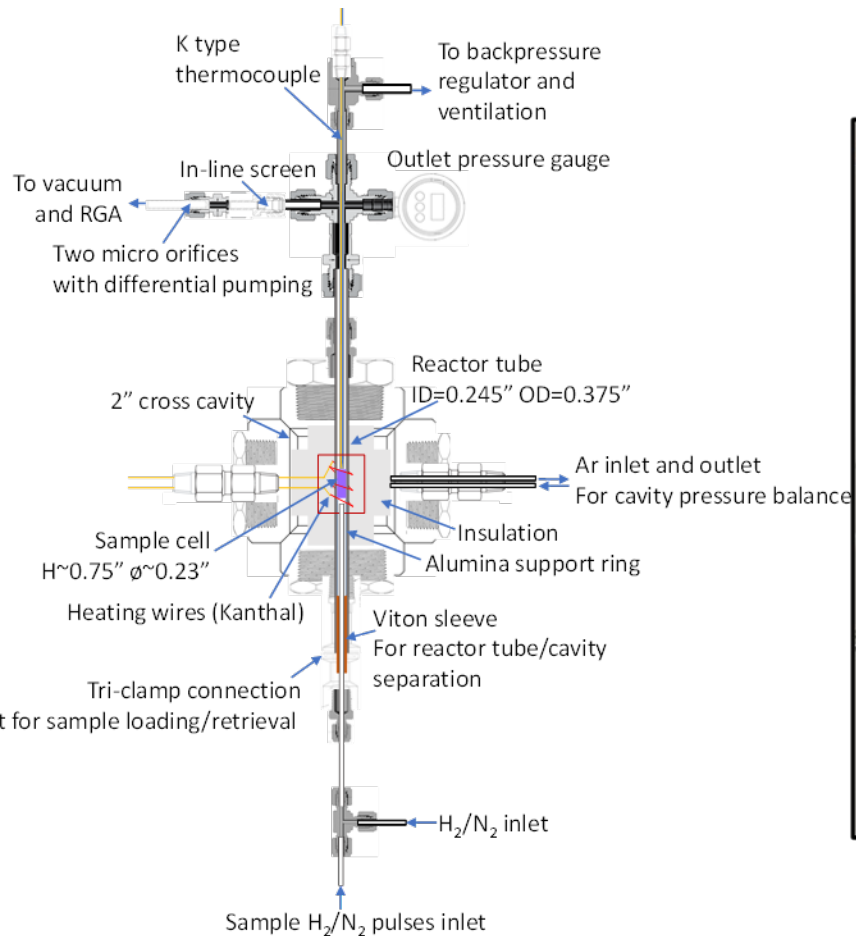 K type
thermocouple
To backpressure
regulator and
ventilation
In-line screen
Outlet pressure gauge
To vacuum
and RGA
Two micro orifices
with differential pumping
Reactor tube
ID=0.245” OD=0.375”
2” cross cavity
Ar inlet and outlet
For cavity pressure balance
Insulation
Sample cell
H~0.75” ø~0.23”
Alumina support ring
Heating wires (Kanthal)
Viton sleeve
For reactor tube/cavity
separation
Tri-clamp connection
for sample loading/retrieval
H₂/N₂ inlet
Sample H₂/N₂ pulses inlet